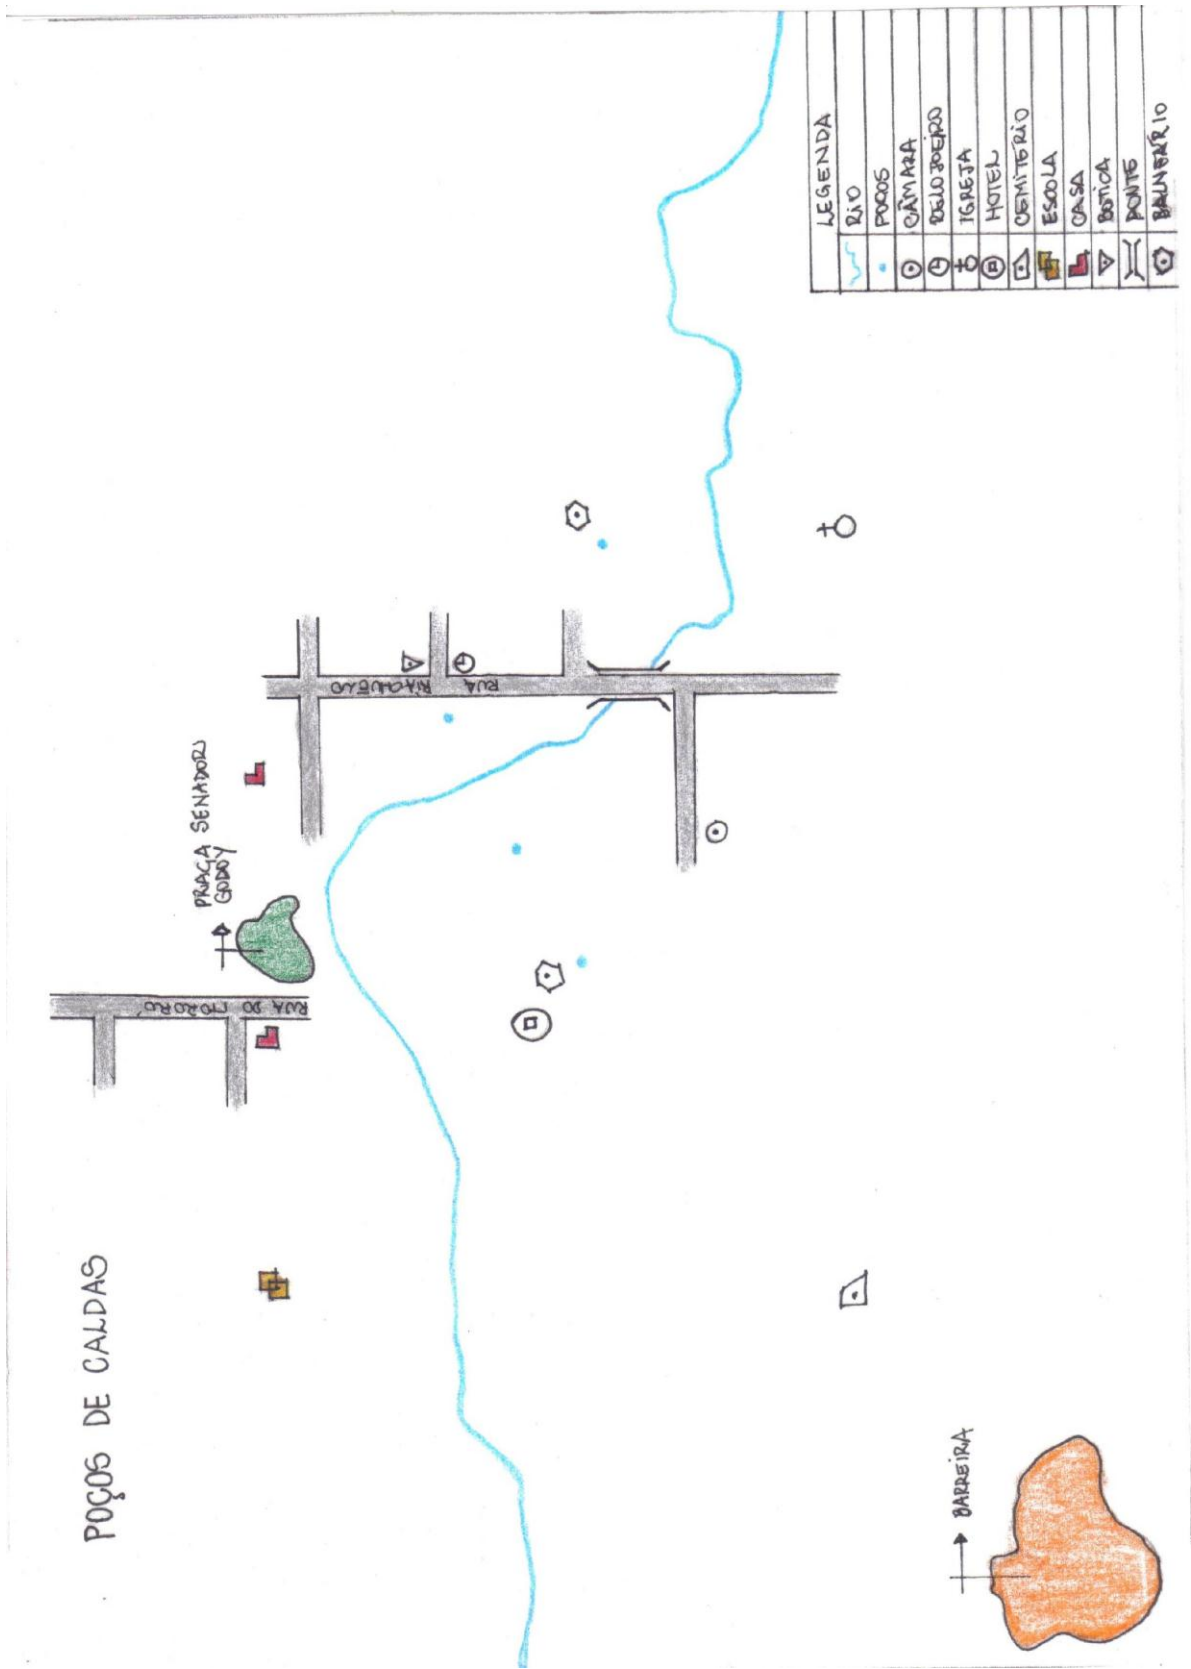 POÇOS DE CALDAS
PRAÇA SENADOR
GODOY
RUA DO MORORÓ
RUA
RIACHUELO
BARREIRA
LEGENDA
RIO
POÇOS
CÂMARA
RELOJOEIRO
IGREJA
HOTEL
CEMITÉRIO
ESCOLA
CASA
BOTICA
PONTE
BALNEÁRIO